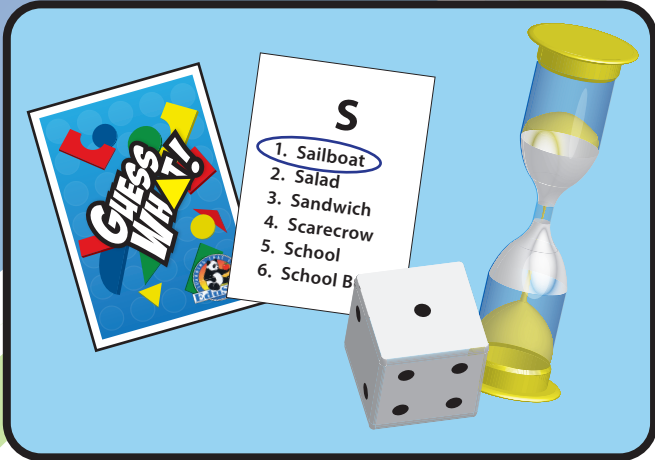 GUESS
WHAT!
S
1. Sailboat
2. Salad
3. Sandwich
4. Scarecrow
5. School
6. School B